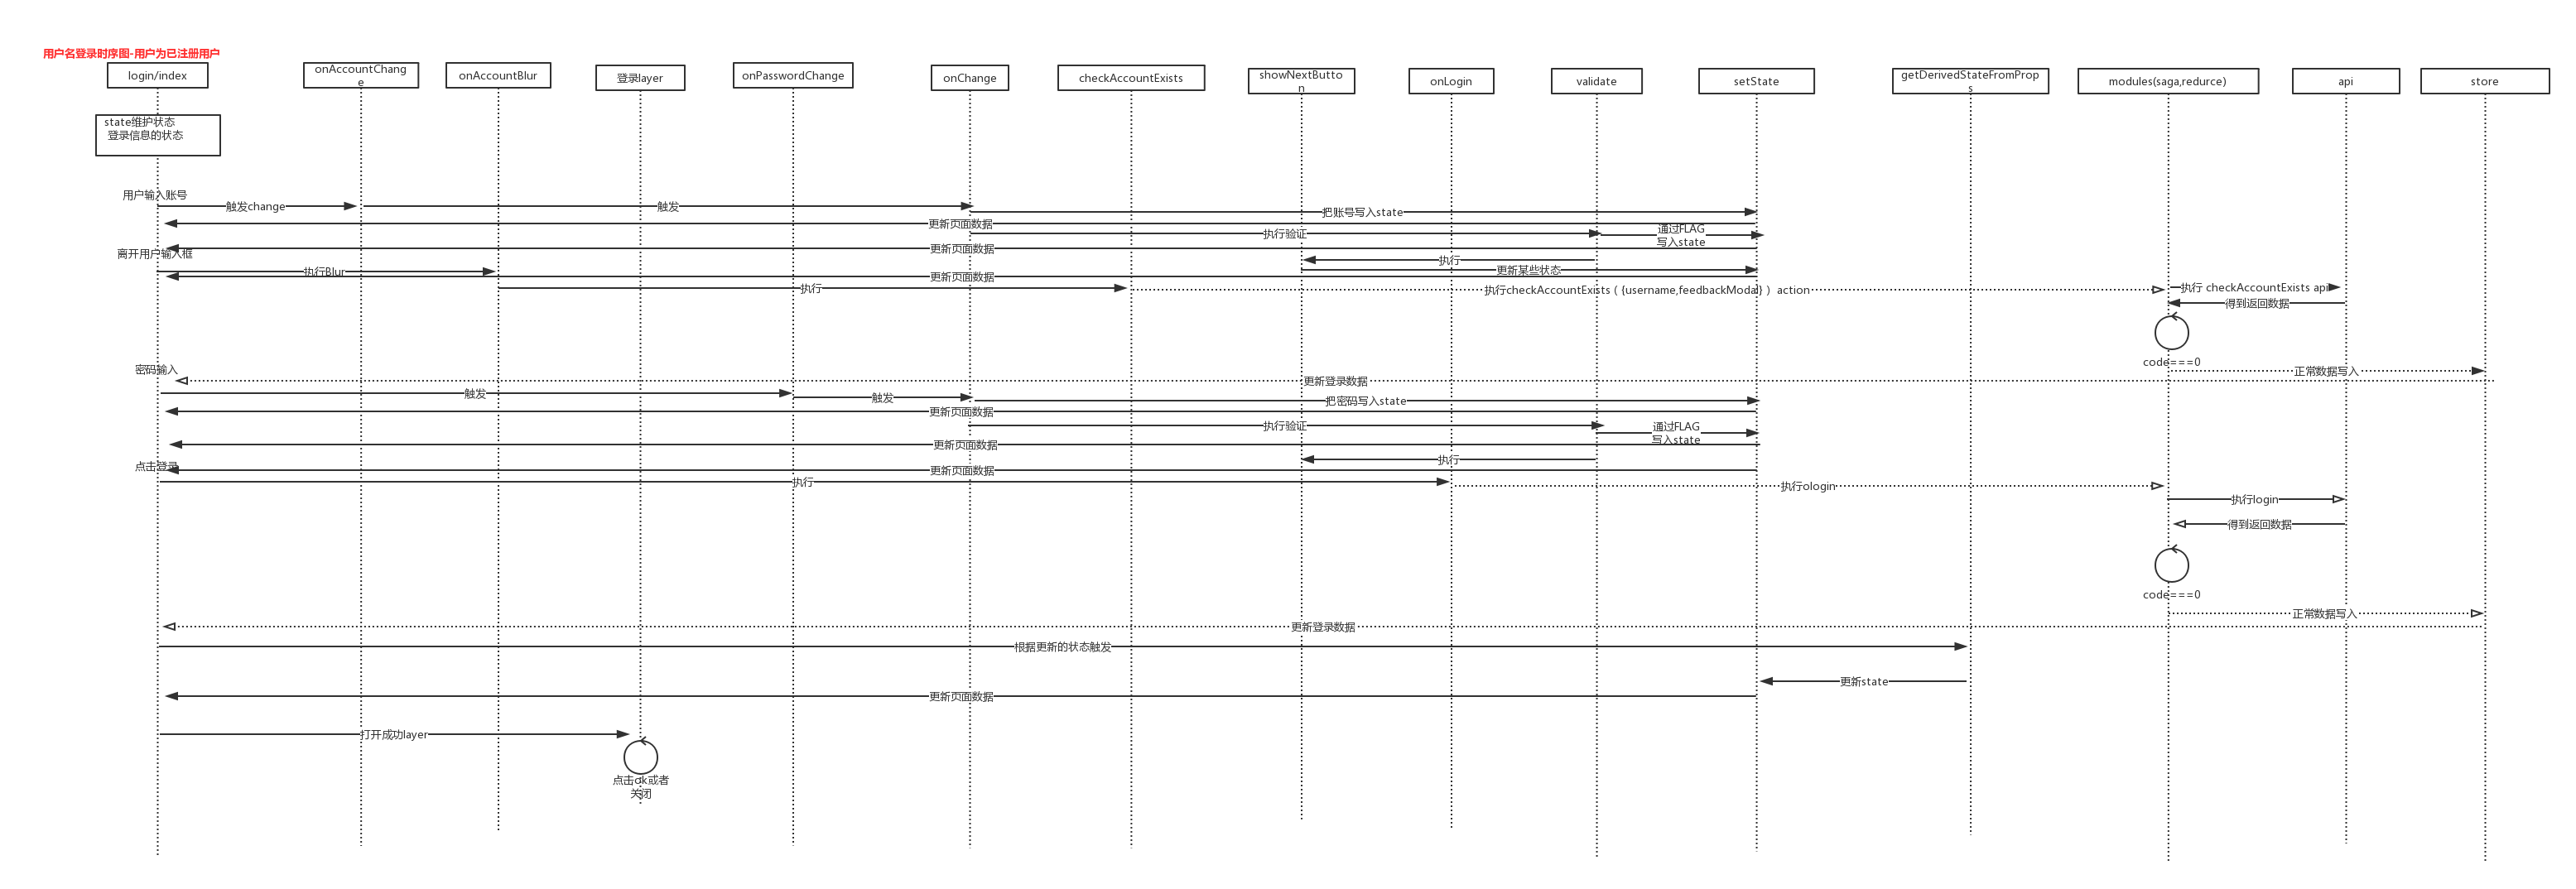 用户名登录时序图-用户为已注册用户
login/index
onAccountChang
e
onAccountBlur
登录layer
onPasswordChange
onChange
checkAccountExists
showNextButto
n
onLogin
validate
setState
getDerivedStateFromProp
s
modules(saga,redurce)
api
store
state维护状态
登录信息的状态
用户输入账号
触发change
触发
把账号写入state
更新页面数据
执行验证
通过FLAG
写入state
更新页面数据
离开用户输入框
执行
执行Blur
更新某些状态
更新页面数据
执行
执行checkAccountExists（{username,feedbackModal}） action
执行 checkAccountExists api
得到返回数据
code===0
密码输入
正常数据写入
更新登录数据
触发
触发
把密码写入state
更新页面数据
执行验证
通过FLAG
写入state
更新页面数据
执行
点击登录
更新页面数据
执行
执行ologin
执行login
得到返回数据
code===0
正常数据写入
更新登录数据
根据更新的状态触发
更新state
更新页面数据
打开成功layer
点击ok或者
关闭